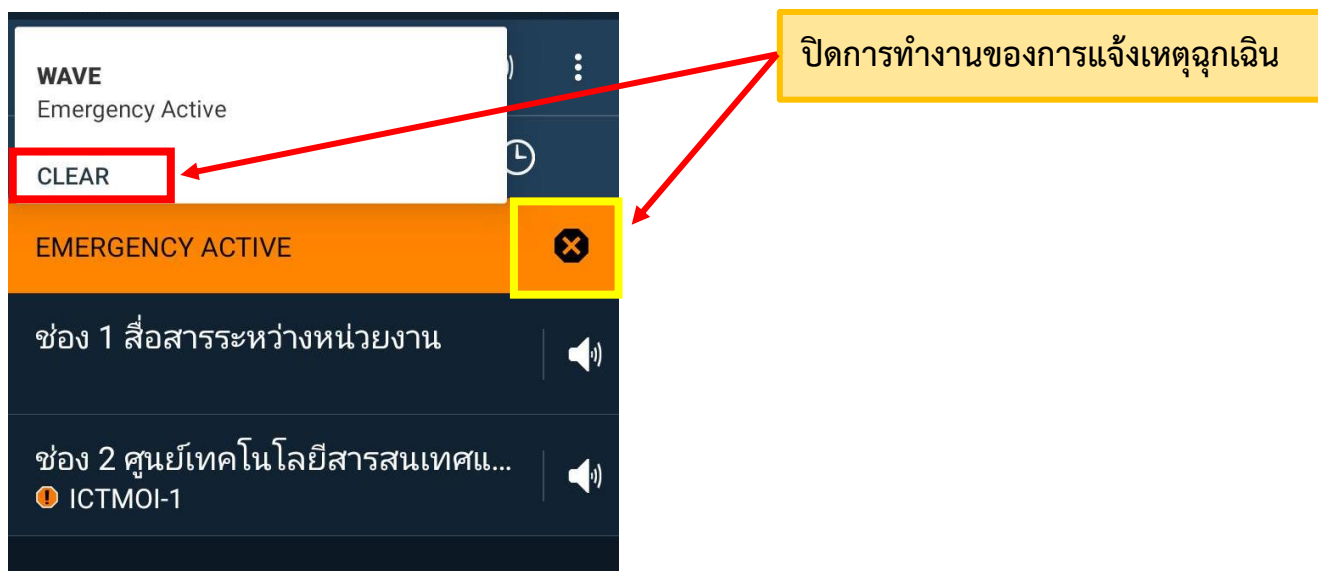 WAVE
Emergency Active
CLEAR
ปิดการทำงานของการแจ้งเหตุฉุกเฉิน
EMERGENCY ACTIVE
ช่อง 1 สื่อสารระหว่างหน่วยงาน
ช่อง 2 ศูนย์เทคโนโลยีสารสนเทศแ...
ICTMOI-1